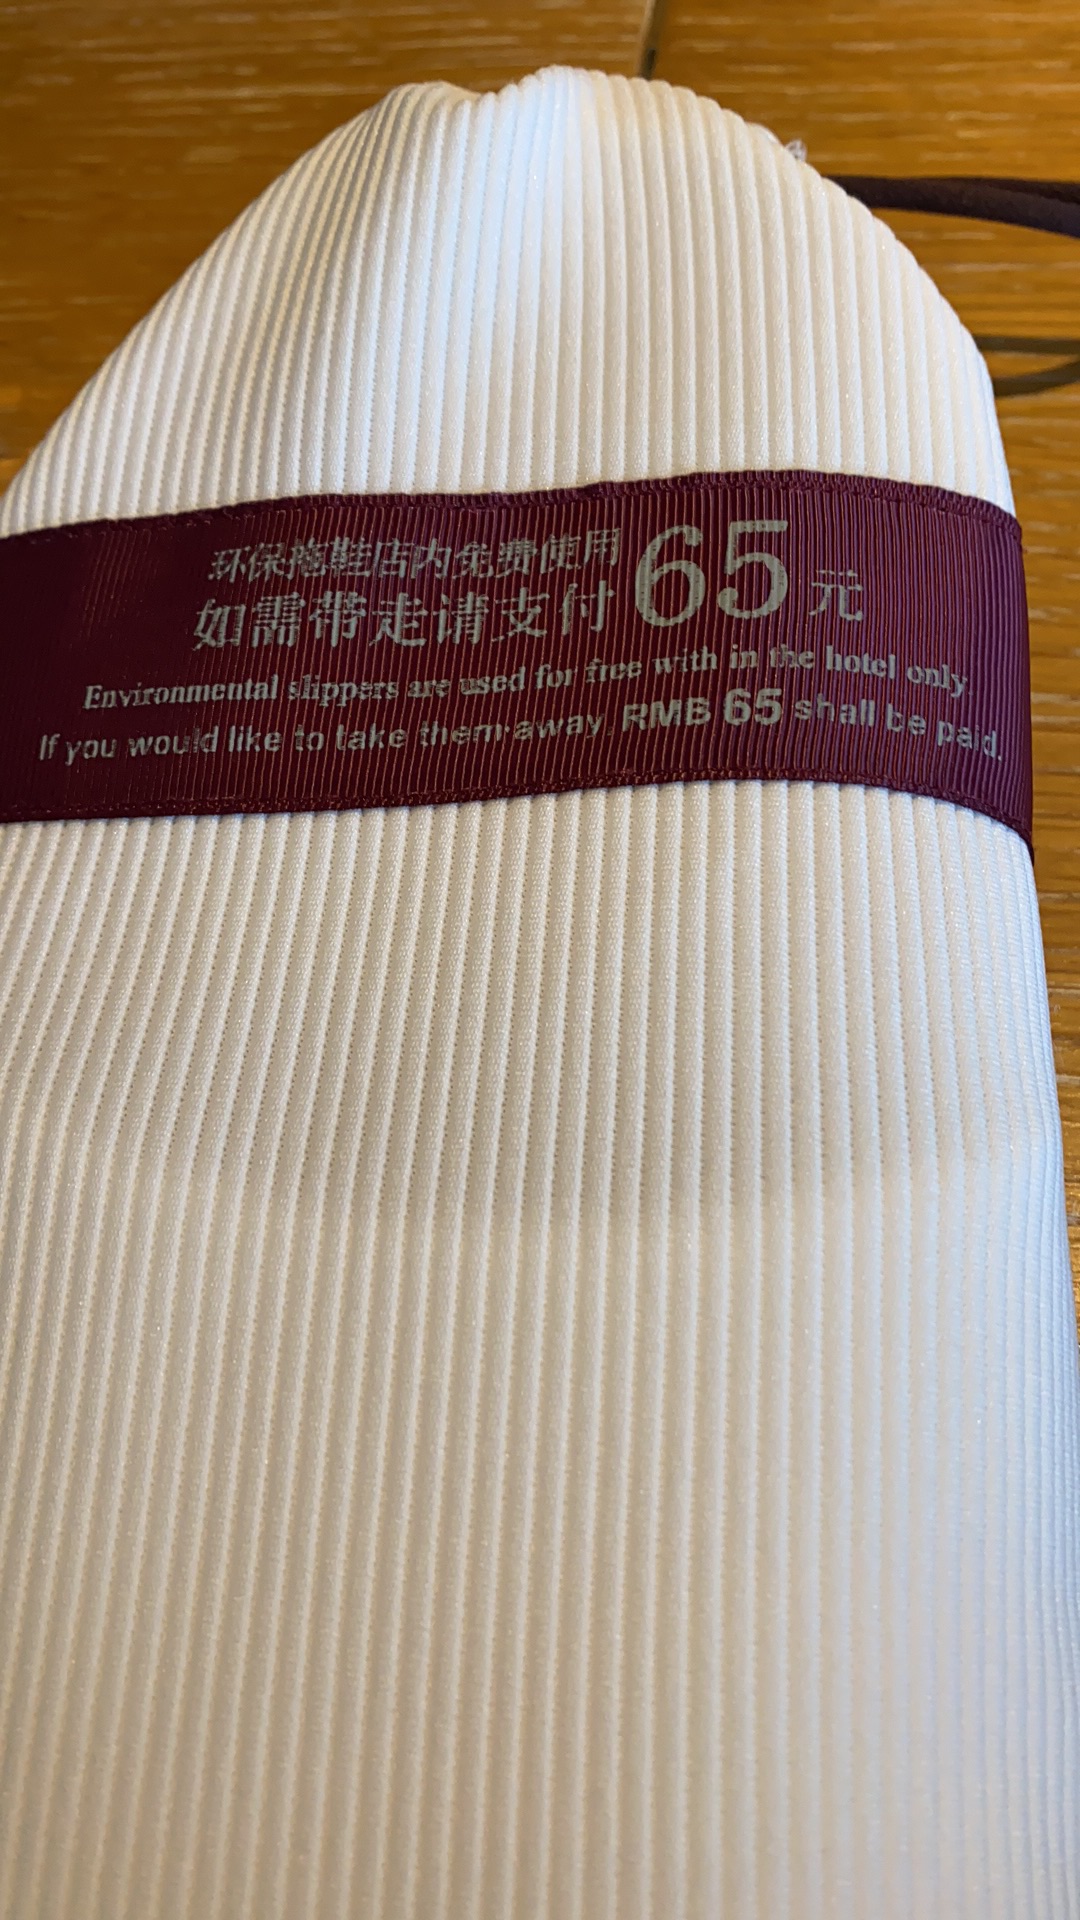 环保拖鞋店内免费使用
如需带走请支付65元
Environmental slippers are used for free with in the hotel only.
If you would like to take them away, RMB 65 shall be paid.